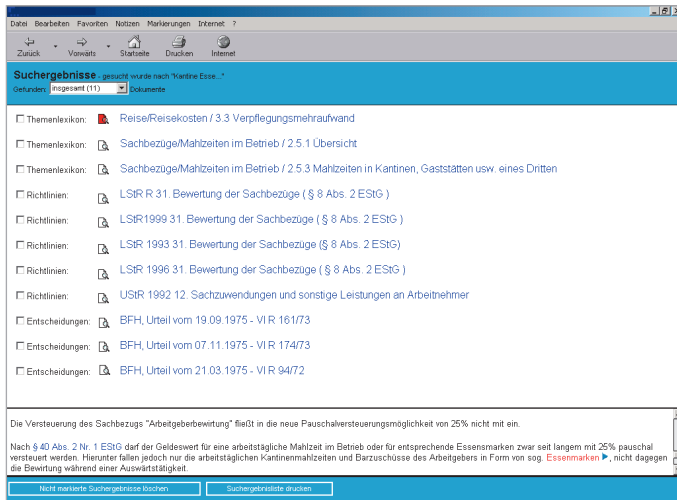 Datei Bearbeiten Favoriten Notizen Markierungen Internet ?
Zurück Vorwärts Startseite Drucken Internet
Suchergebnisse - gesucht wurde nach "Kantine Esse..."
Gefunden: insgesamt (11) Dokumente
Themenlexikon: Reise/Reisekosten / 3.3 Verpflegungsmehraufwand
Themenlexikon: Sachbezüge/Mahlzeiten im Betrieb / 2.5.1 Übersicht
Themenlexikon: Sachbezüge/Mahlzeiten im Betrieb / 2.5.3 Mahlzeiten in Kantinen, Gaststätten usw. eines Dritten
Richtlinien: LStR R 31. Bewertung der Sachbezüge ( § 8 Abs. 2 EStG )
Richtlinien: LStR1999 31. Bewertung der Sachbezüge ( § 8 Abs. 2 EStG )
Richtlinien: LStR 1993 31. Bewertung der Sachbezüge (§ 8 Abs. 2 EStG)
Richtlinien: LStR 1996 31. Bewertung der Sachbezüge ( § 8 Abs. 2 EStG )
Richtlinien: UStR 1992 12. Sachzuwendungen und sonstige Leistungen an Arbeitnehmer
Entscheidungen: BFH, Urteil vom 19.09.1975 - VI R 161/73
Entscheidungen: BFH, Urteil vom 07.11.1975 - VI R 174/73
Entscheidungen: BFH, Urteil vom 21.03.1975 - VI R 94/72
Die Versteuerung des Sachbezugs "Arbeitgeberbewirtung" fließt in die neue Pauschalversteuerungsmöglichkeit von 25% nicht mit ein.
Nach § 40 Abs. 2 Nr. 1 EStG darf der Geldeswert für eine arbeitstägliche Mahlzeit im Betrieb oder für entsprechende Essensmarken zwar seit langem mit 25% pauschal
versteuert werden. Hierunter fallen jedoch nur die arbeitstäglichen Kantinenmahlzeiten und Barzuschüsse des Arbeitgebers in Form von sog. Essenmarken, nicht dagegen
die Bewirtung während einer Auswärtstätigkeit.
Nicht markierte Suchergebnisse löschen Suchergebnisliste drucken